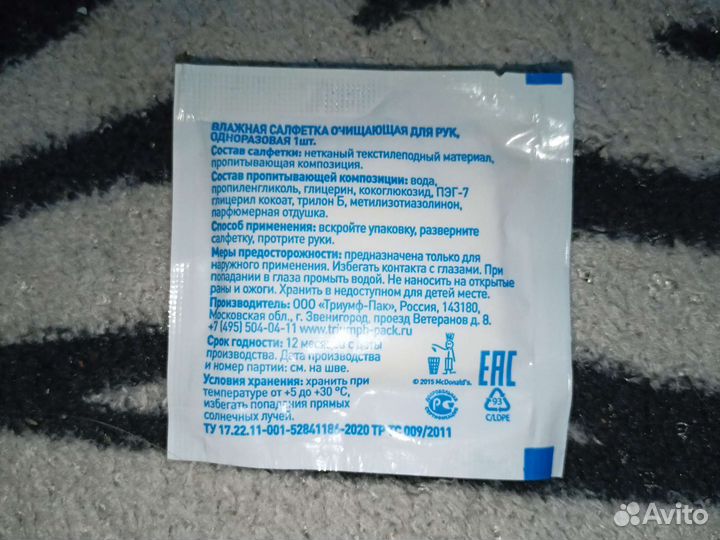 ВЛАЖНАЯ САЛФЕТКА ОЧИЩАЮЩАЯ ДЛЯ РУК,
ОДНОРАЗОВАЯ 1шт.
Состав салфетки: нетканый текстилеподный материал,
пропитывающая композиция.
Состав пропитывающей композиции: вода,
пропиленгликоль, глицерин, кокоглюкозид, ПЭГ-7
глицерил кокоат, трилон Б, метилизотиазолинон,
парфюмерная отдушка.
Способ применения: вскройте упаковку, разверните
салфетку, протрите руки.
Меры предосторожности: предназначена только для
наружного применения. Избегать контакта с глазами. При
попадании в глаза промыть водой. Не наносить на открытые
раны и ожоги. Хранить в недоступном для детей месте.
Производитель: ООО «Триумф-Пак», Россия, 143180,
Московская обл., г. Звенигород, проезд Ветеранов д. 8.
+7 (495) 504-04-11 www.triumph-pack.ru
Срок годности: 12 месяцев с даты
производства. Дата производства
и номер партии: см. на шве.
© 2015 McDonald's.
EAC
Условия хранения: хранить при
температуре от +5 до +30 °C,
избегать попадания прямых
солнечных лучей.
ДОБРОВОЛЬНАЯ
РСТ
СЕРТИФИКАЦИЯ
93
C/LDPE
ТУ 17.22.11-001-52841186-2020 ТР ТС 009/2011
Avito